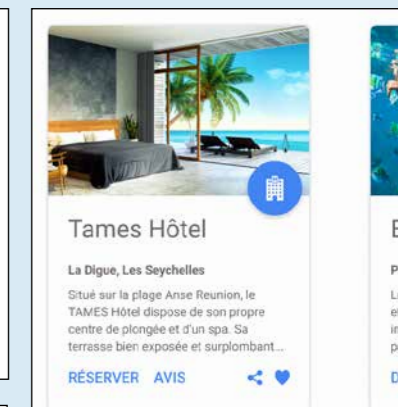 Tames Hôtel
La Digue, Les Seychelles
Situé sur la plage Anse Reunion, le
TAMES Hôtel dispose de son propre
centre de plongée et d'un spa. Sa
terrasse bien exposée et surplombant...
RÉSERVER AVIS